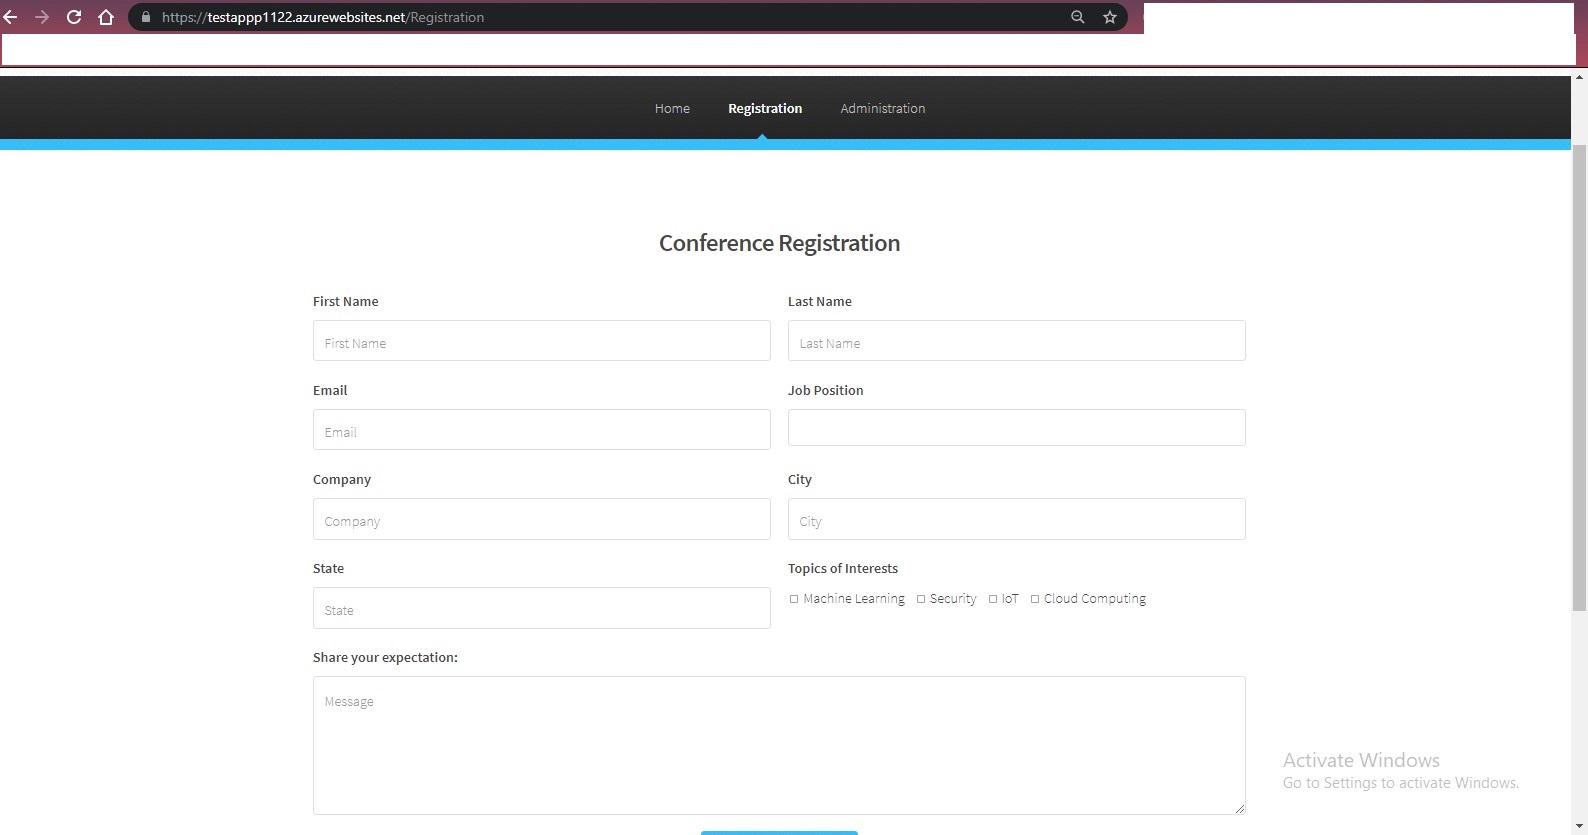 https://testappp1122.azurewebsites.net/Registration
Home Registration Administration
Conference Registration
First Name Last Name
First Name Last Name
Email Job Position
Email
Company City
Company City
State Topics of Interests
Machine Learning Security IoT Cloud Computing
State
Share your expectation:
Message
Activate Windows
Go to Settings to activate Windows.